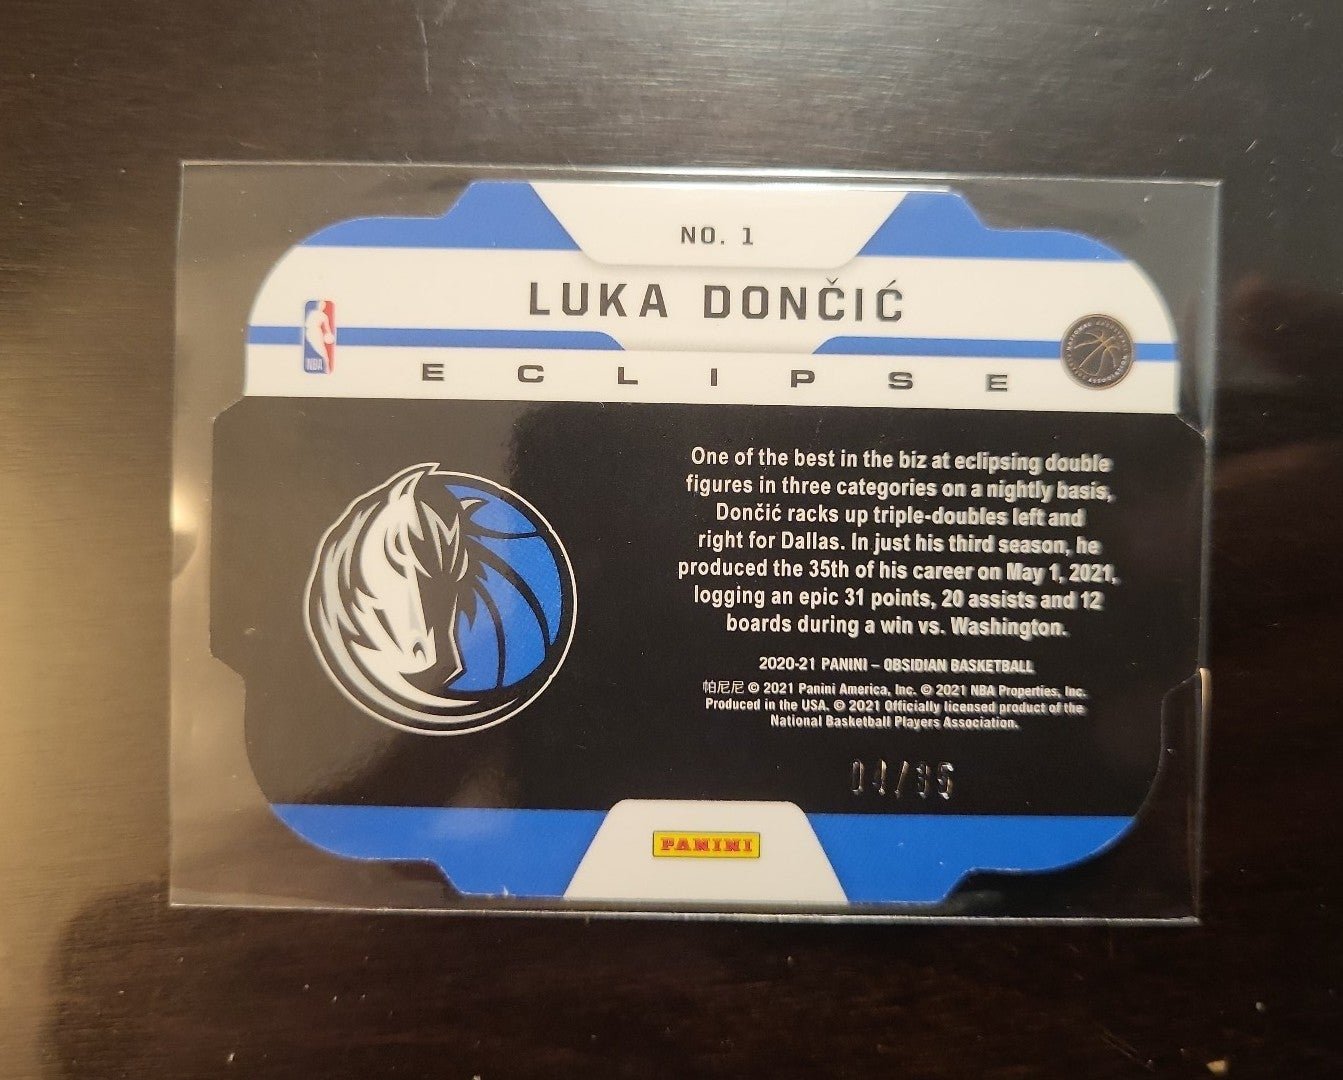 NO. 1
LUKA DONČIĆ
NBA
E C L I P S E
One of the best in the biz at eclipsing double
figures in three categories on a nightly basis,
Dončić racks up triple-doubles left and
right for Dallas. In just his third season, he
produced the 35th of his career on May 1, 2021,
logging an epic 31 points, 20 assists and 12
boards during a win vs. Washington.
2020-21 PANINI – OBSIDIAN BASKETBALL
帕尼尼 © 2021 Panini America, Inc. © 2021 NBA Properties, Inc.
Produced in the USA. © 2021 Officially licensed product of the
National Basketball Players Association.
PANINI